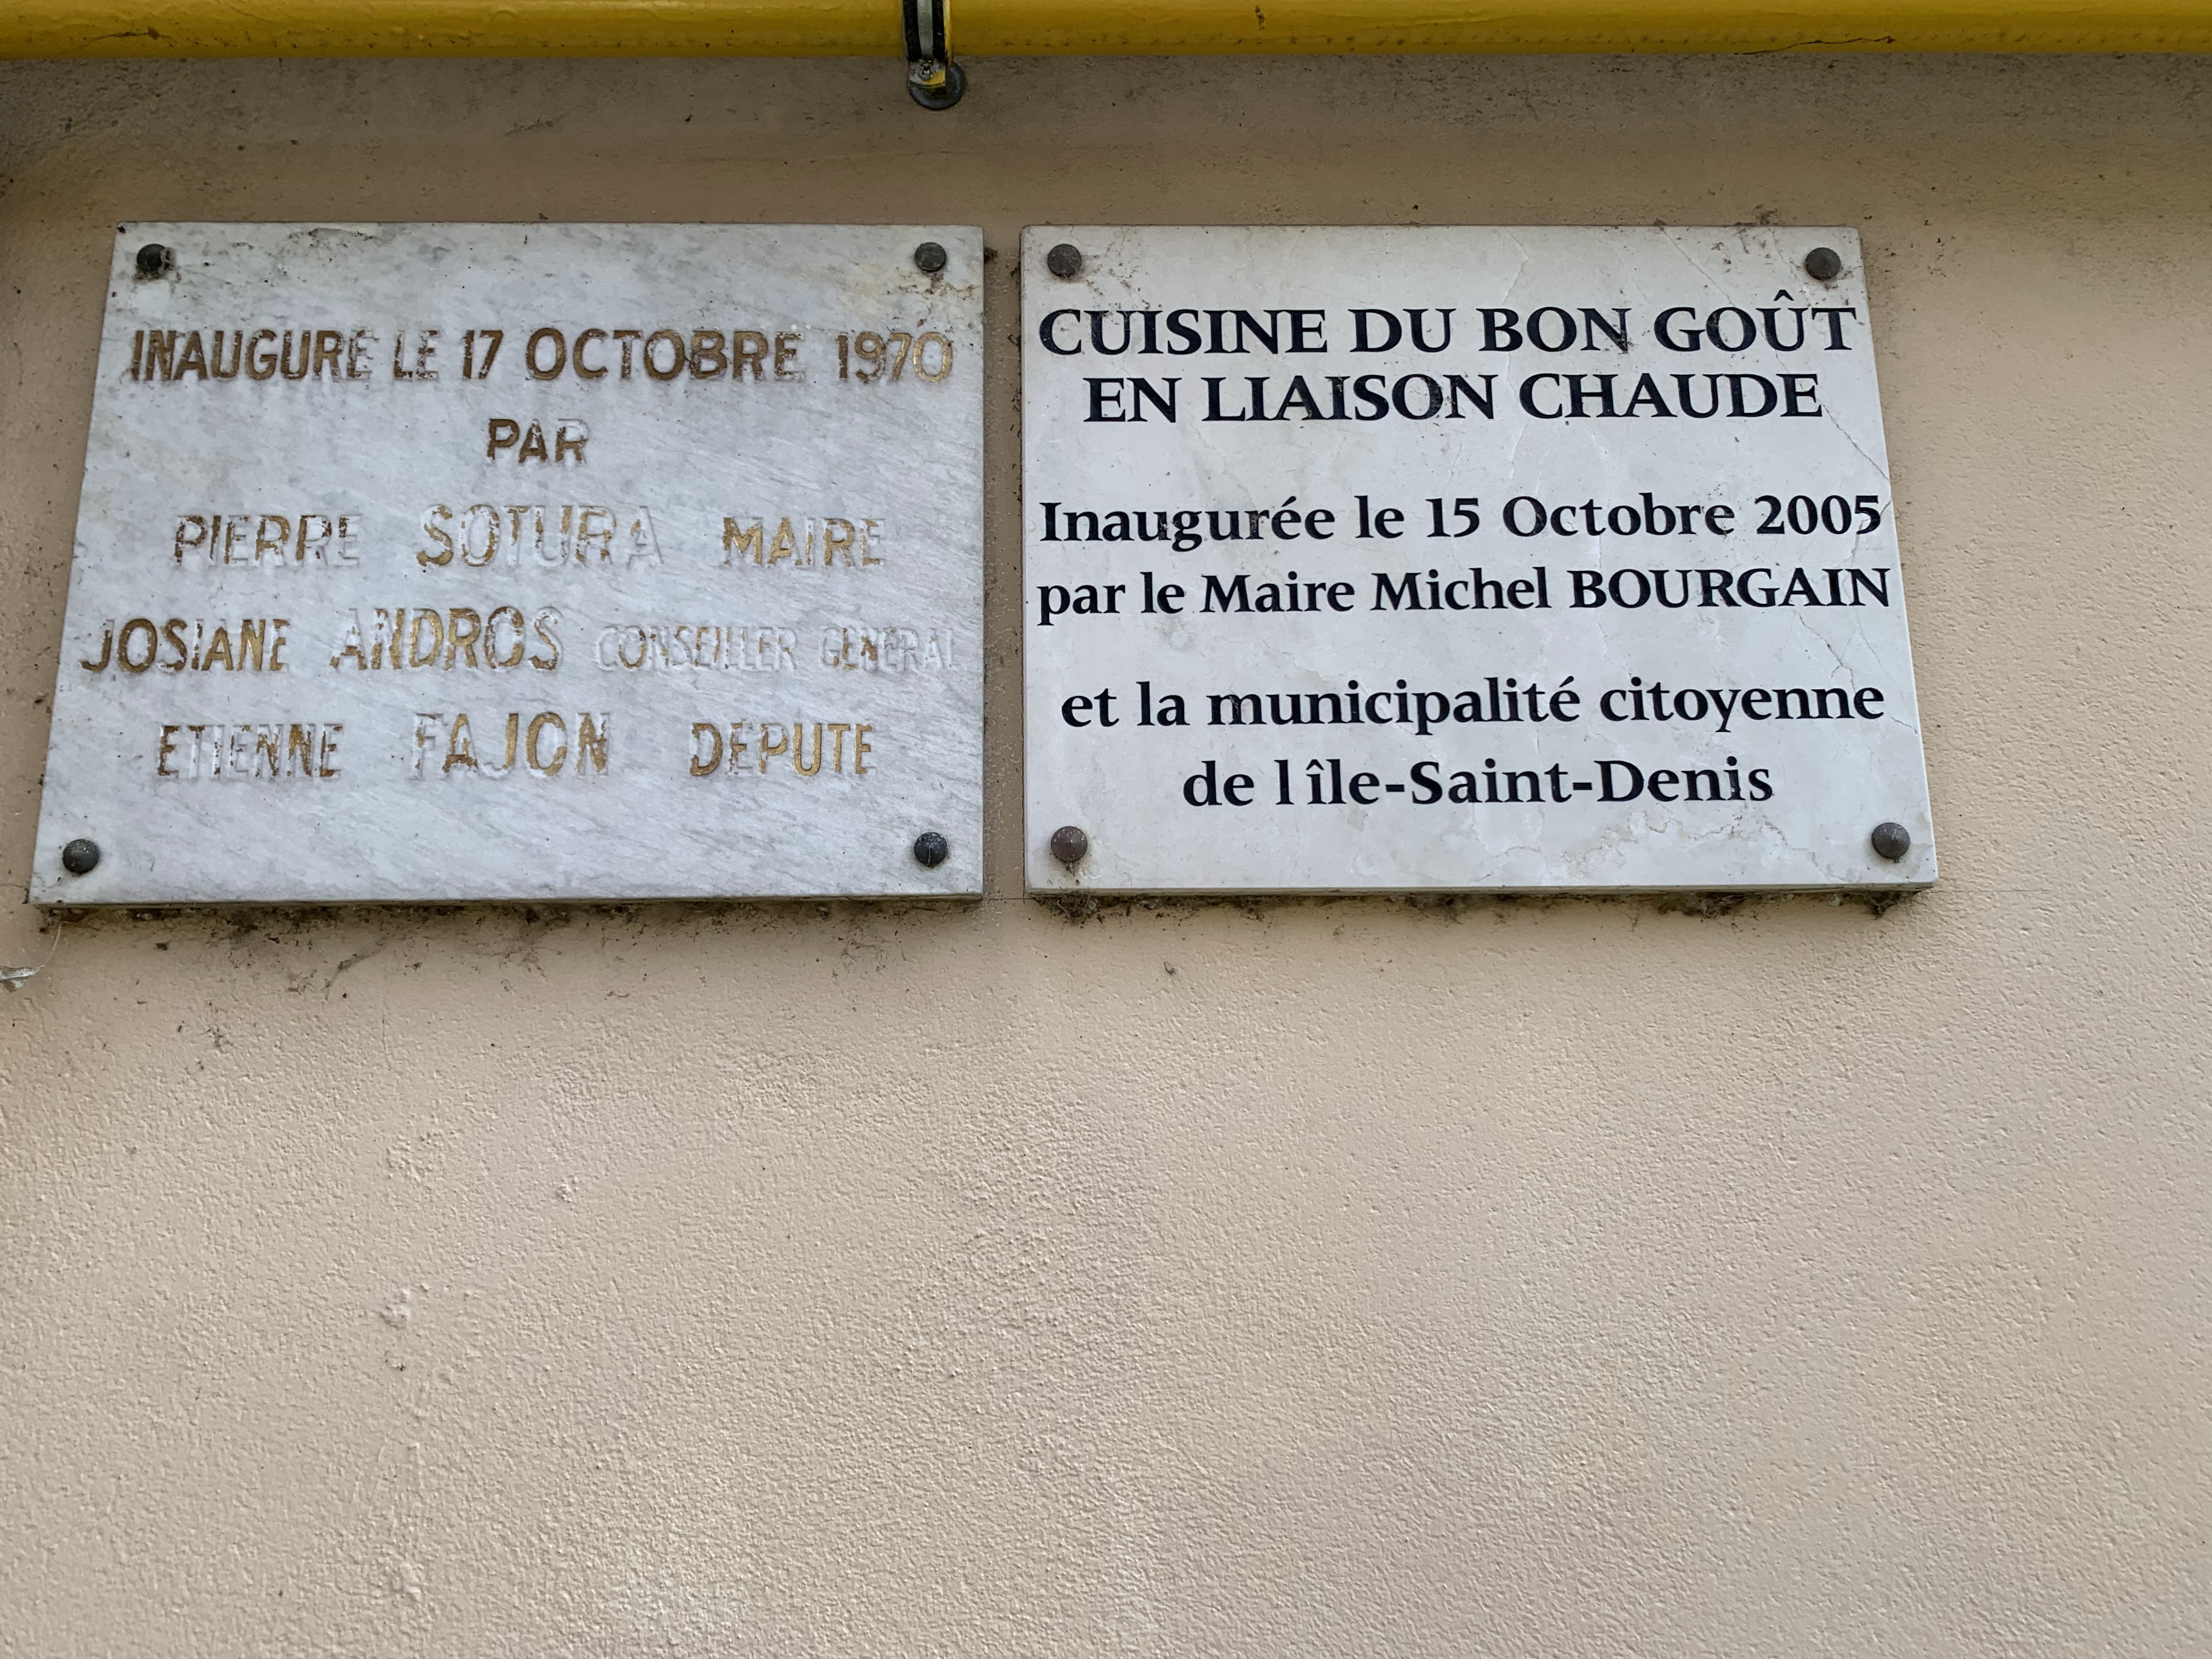 INAUGURÉ LE 17 OCTOBRE 1970
PAR
PIERRE SOTURA MAIRE
JOSIANE ANDROS CONSEILLER GENERAL
ETIENNE FAJON DEPUTE
CUISINE DU BON GOÛT
EN LIAISON CHAUDE
Inaugurée le 15 Octobre 2005
par le Maire Michel BOURGAIN
et la municipalité citoyenne
de l île-Saint-Denis